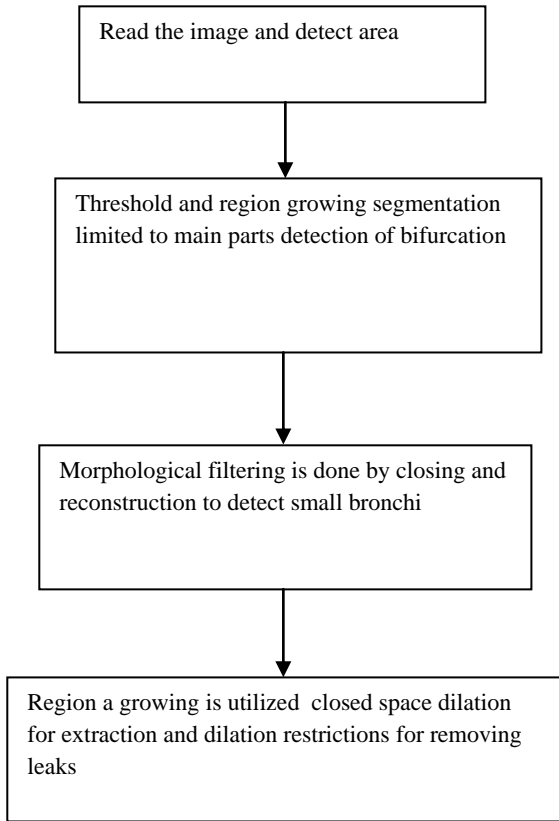 Read the image and detect area
Threshold and region growing segmentation
limited to main parts detection of bifurcation
Morphological filtering is done by closing and
reconstruction to detect small bronchi
Region a growing is utilized  closed space dilation
for extraction and dilation restrictions for removing
leaks